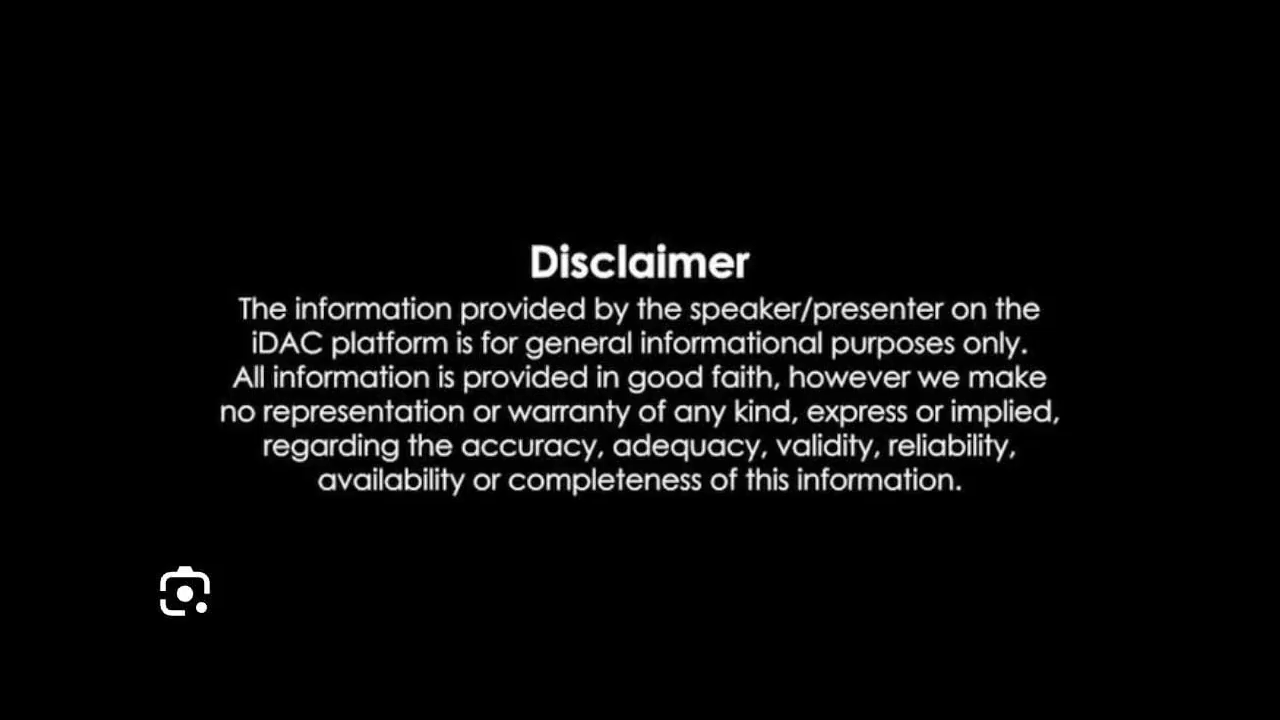 Disclaimer
The information provided by the speaker/presenter on the
iDAC platform is for general informational purposes only.
All information is provided in good faith, however we make
no representation or warranty of any kind, express or implied,
regarding the accuracy, adequacy, validity, reliability,
availability or completeness of this information.